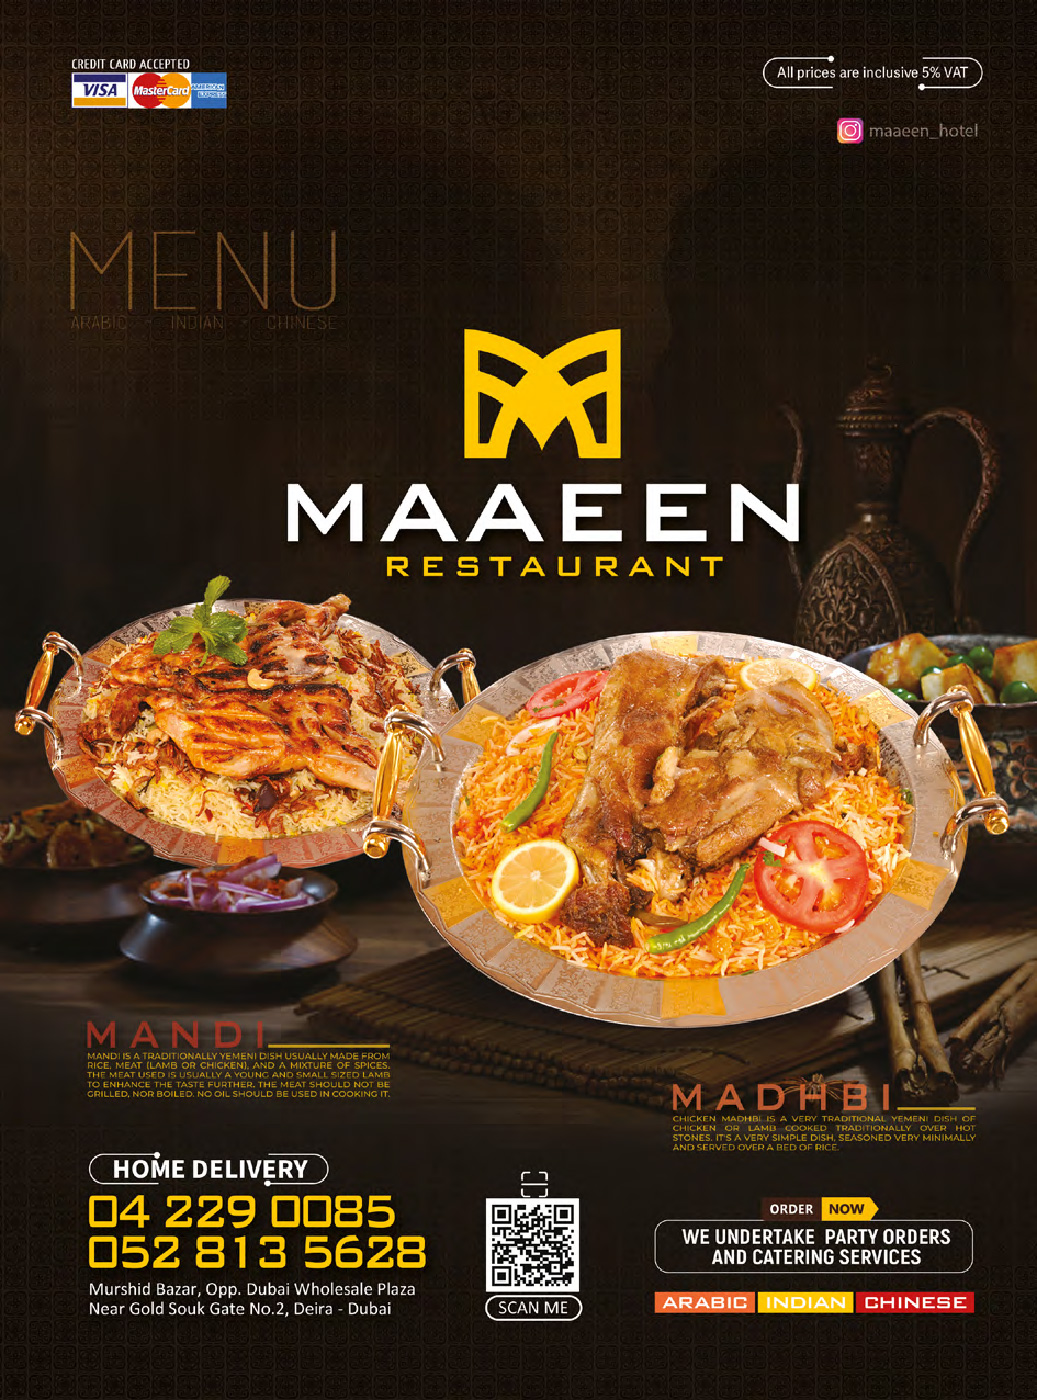 CREDIT CARD ACCEPTED
VISA MasterCard AMERICAN EXPRESS
All prices are inclusive 5% VAT
maaeen_hotel
MENU
ARABIC INDIAN CHINESE
MAAEEN
RESTAURANT
MANDI
MANDI IS A TRADITIONALLY YEMENI DISH USUALLY MADE FROM
RICE, MEAT (LAMB OR CHICKEN), AND A MIXTURE OF SPICES.
THE MEAT USED IS USUALLY A YOUNG AND SMALL SIZED LAMB
TO ENHANCE THE TASTE FURTHER. THE MEAT SHOULD NOT BE
GRILLED, NOR BOILED. NO OIL SHOULD BE USED IN COOKING IT.
MADHBI
CHICKEN MADHBI IS A VERY TRADITIONAL YEMENI DISH OF
CHICKEN OR LAMB COOKED TRADITIONALLY OVER HOT
STONES. IT'S A VERY SIMPLE DISH, SEASONED VERY MINIMALLY
AND SERVED OVER A BED OF RICE.
HOME DELIVERY
04 229 0085
052 813 5628
Murshid Bazar, Opp. Dubai Wholesale Plaza
Near Gold Souk Gate No.2, Deira - Dubai
SCAN ME
ORDER NOW
WE UNDERTAKE PARTY ORDERS
AND CATERING SERVICES
ARABIC INDIAN CHINESE